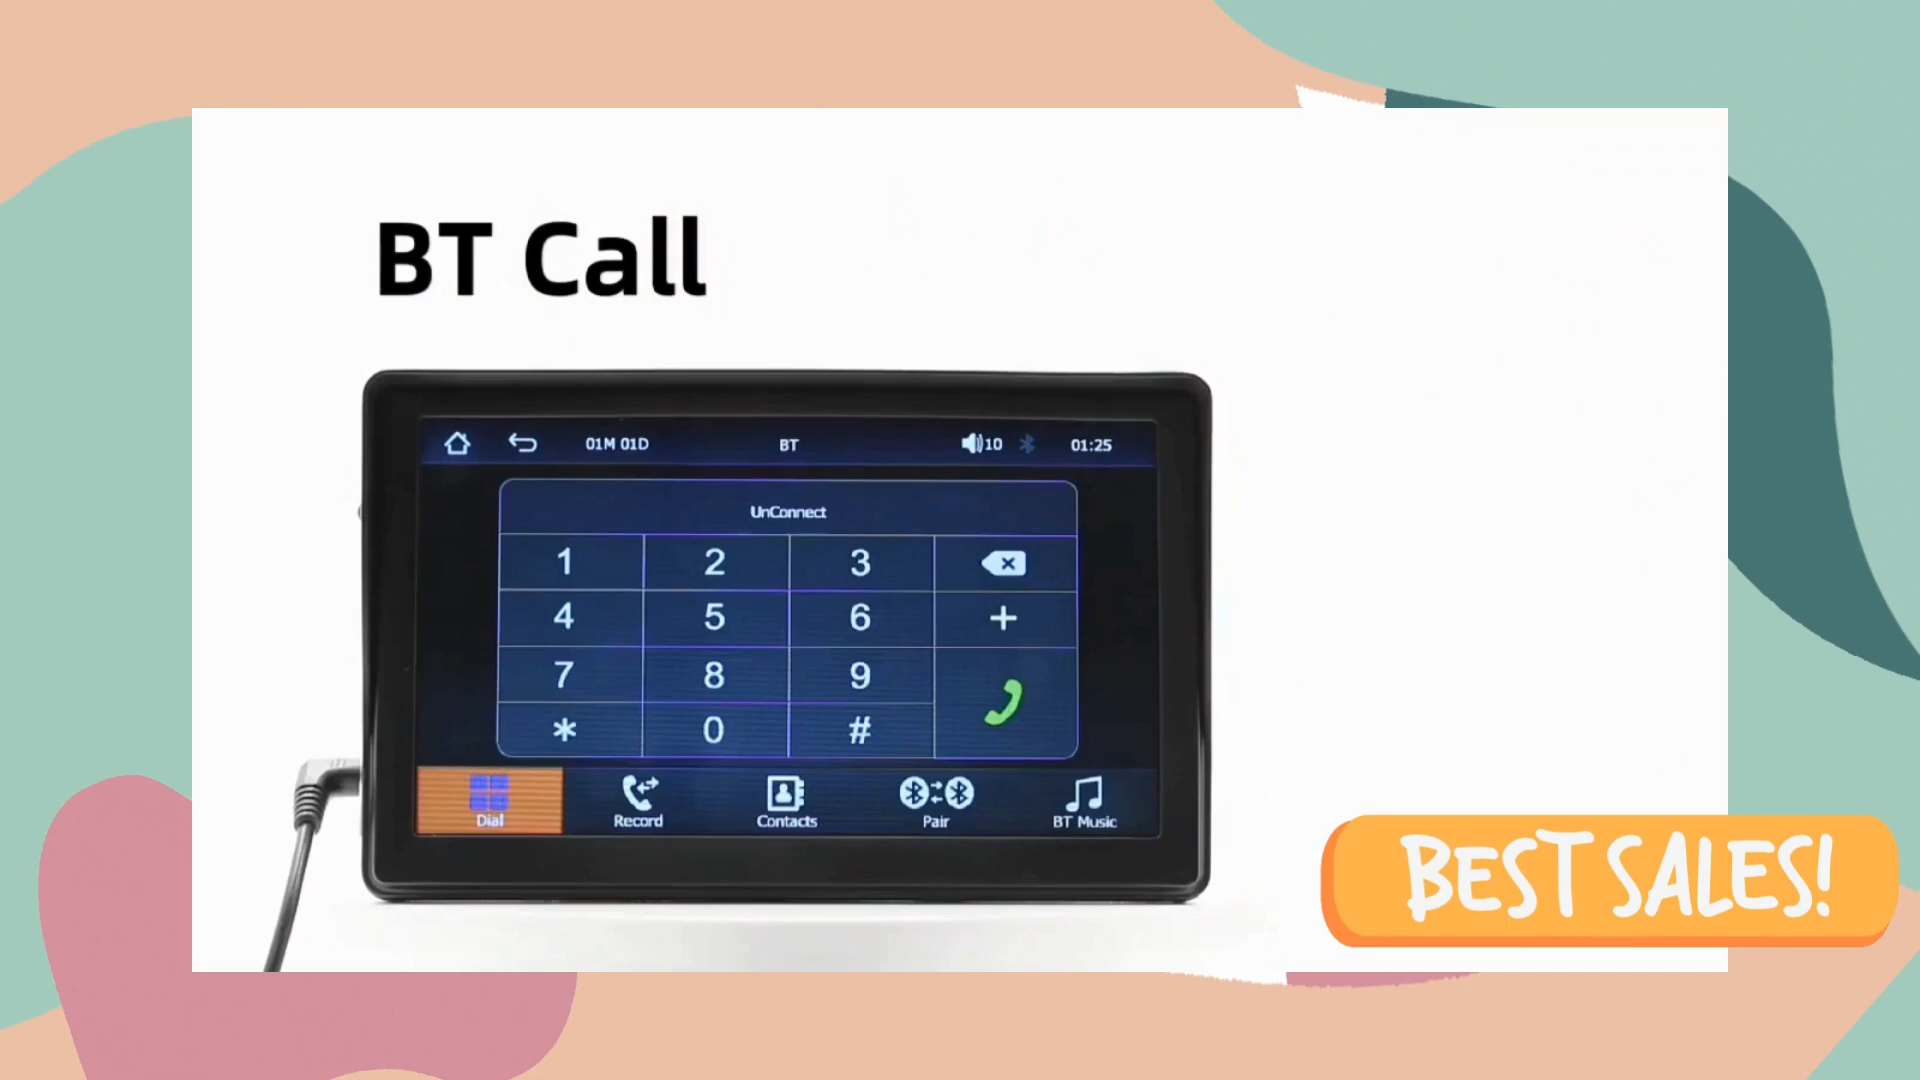 BT Call
01M 01D BT 10 01:25
UnConnect
1 2 3
4 5 6 +
7 8 9
* 0 #
Dial Record Contacts Pair BT Music
BEST SALES!